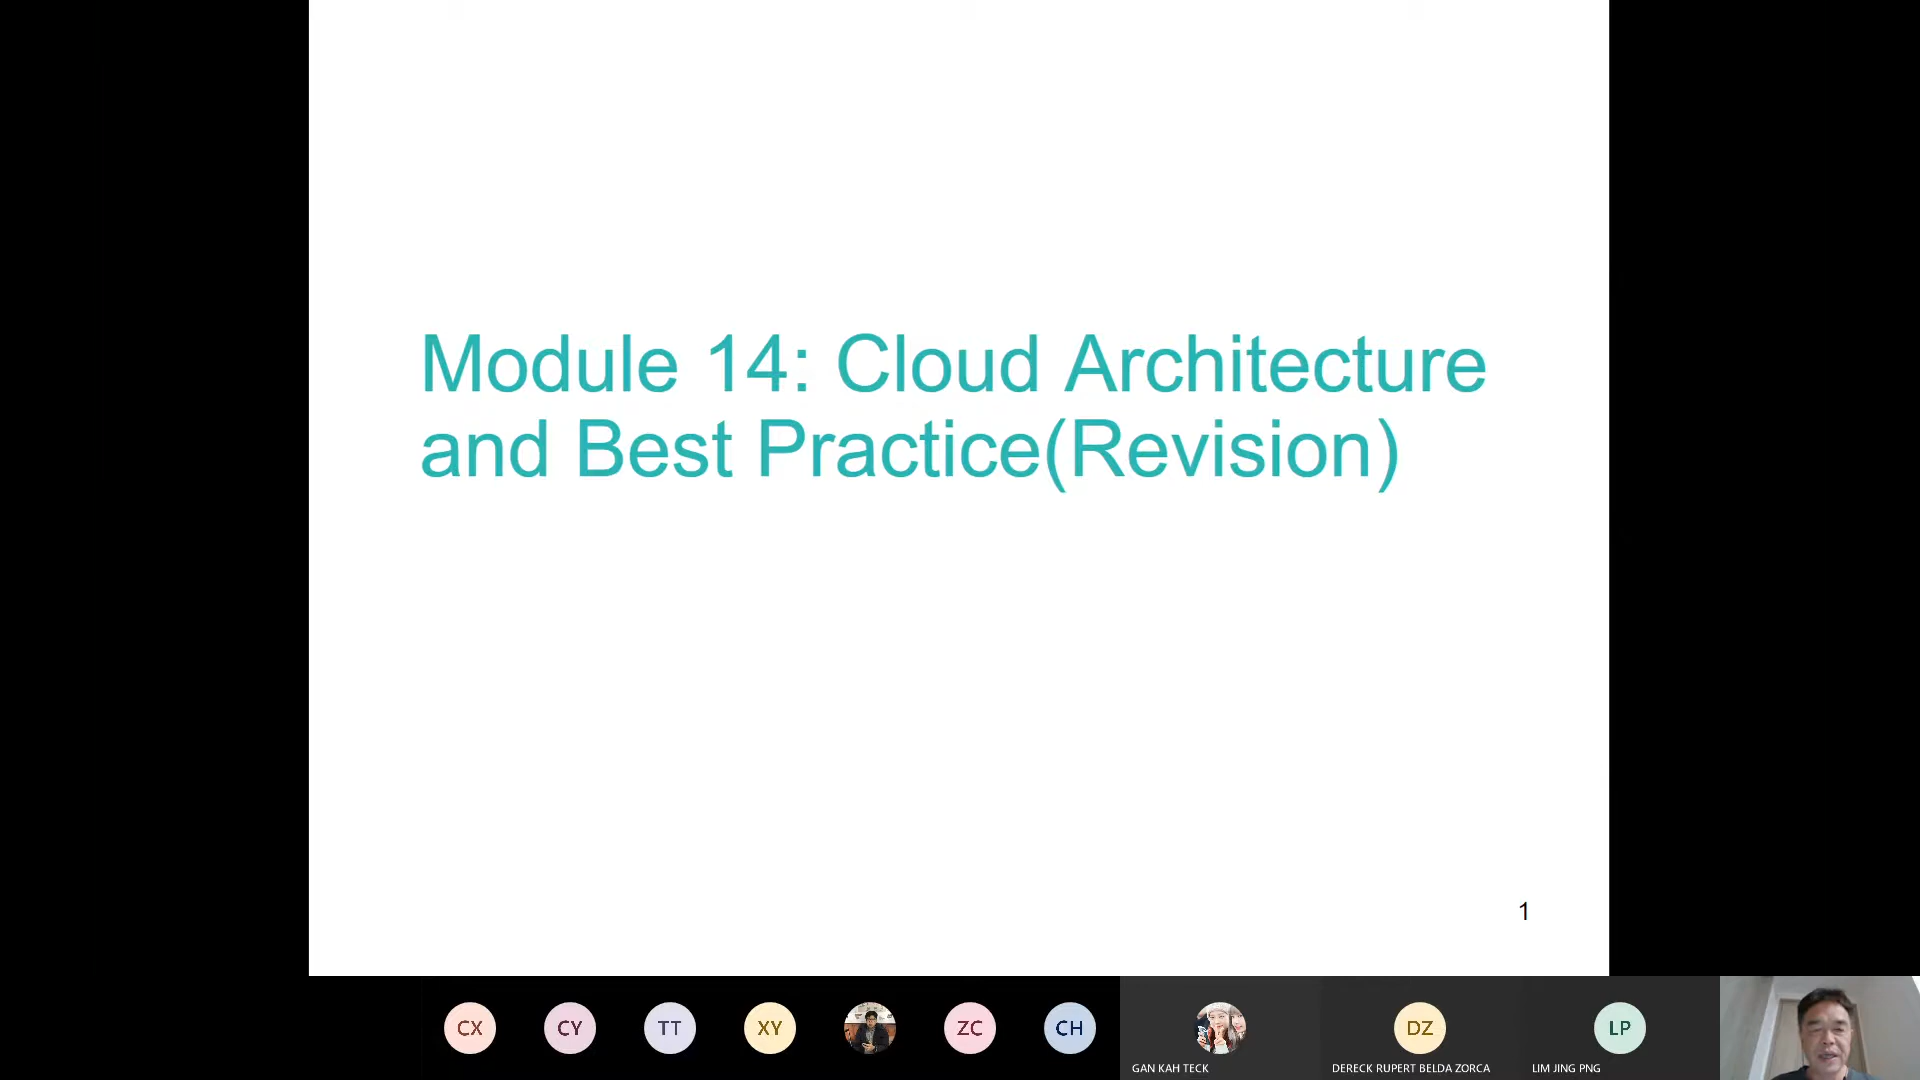 Module 14: Cloud Architecture
and Best Practice(Revision)
1
CX
CY
TT
XY
ZC
CH
DZ
LP
GAN KAH TECK
DERECK RUPERT BELDA ZORCA
LIM JING PNG